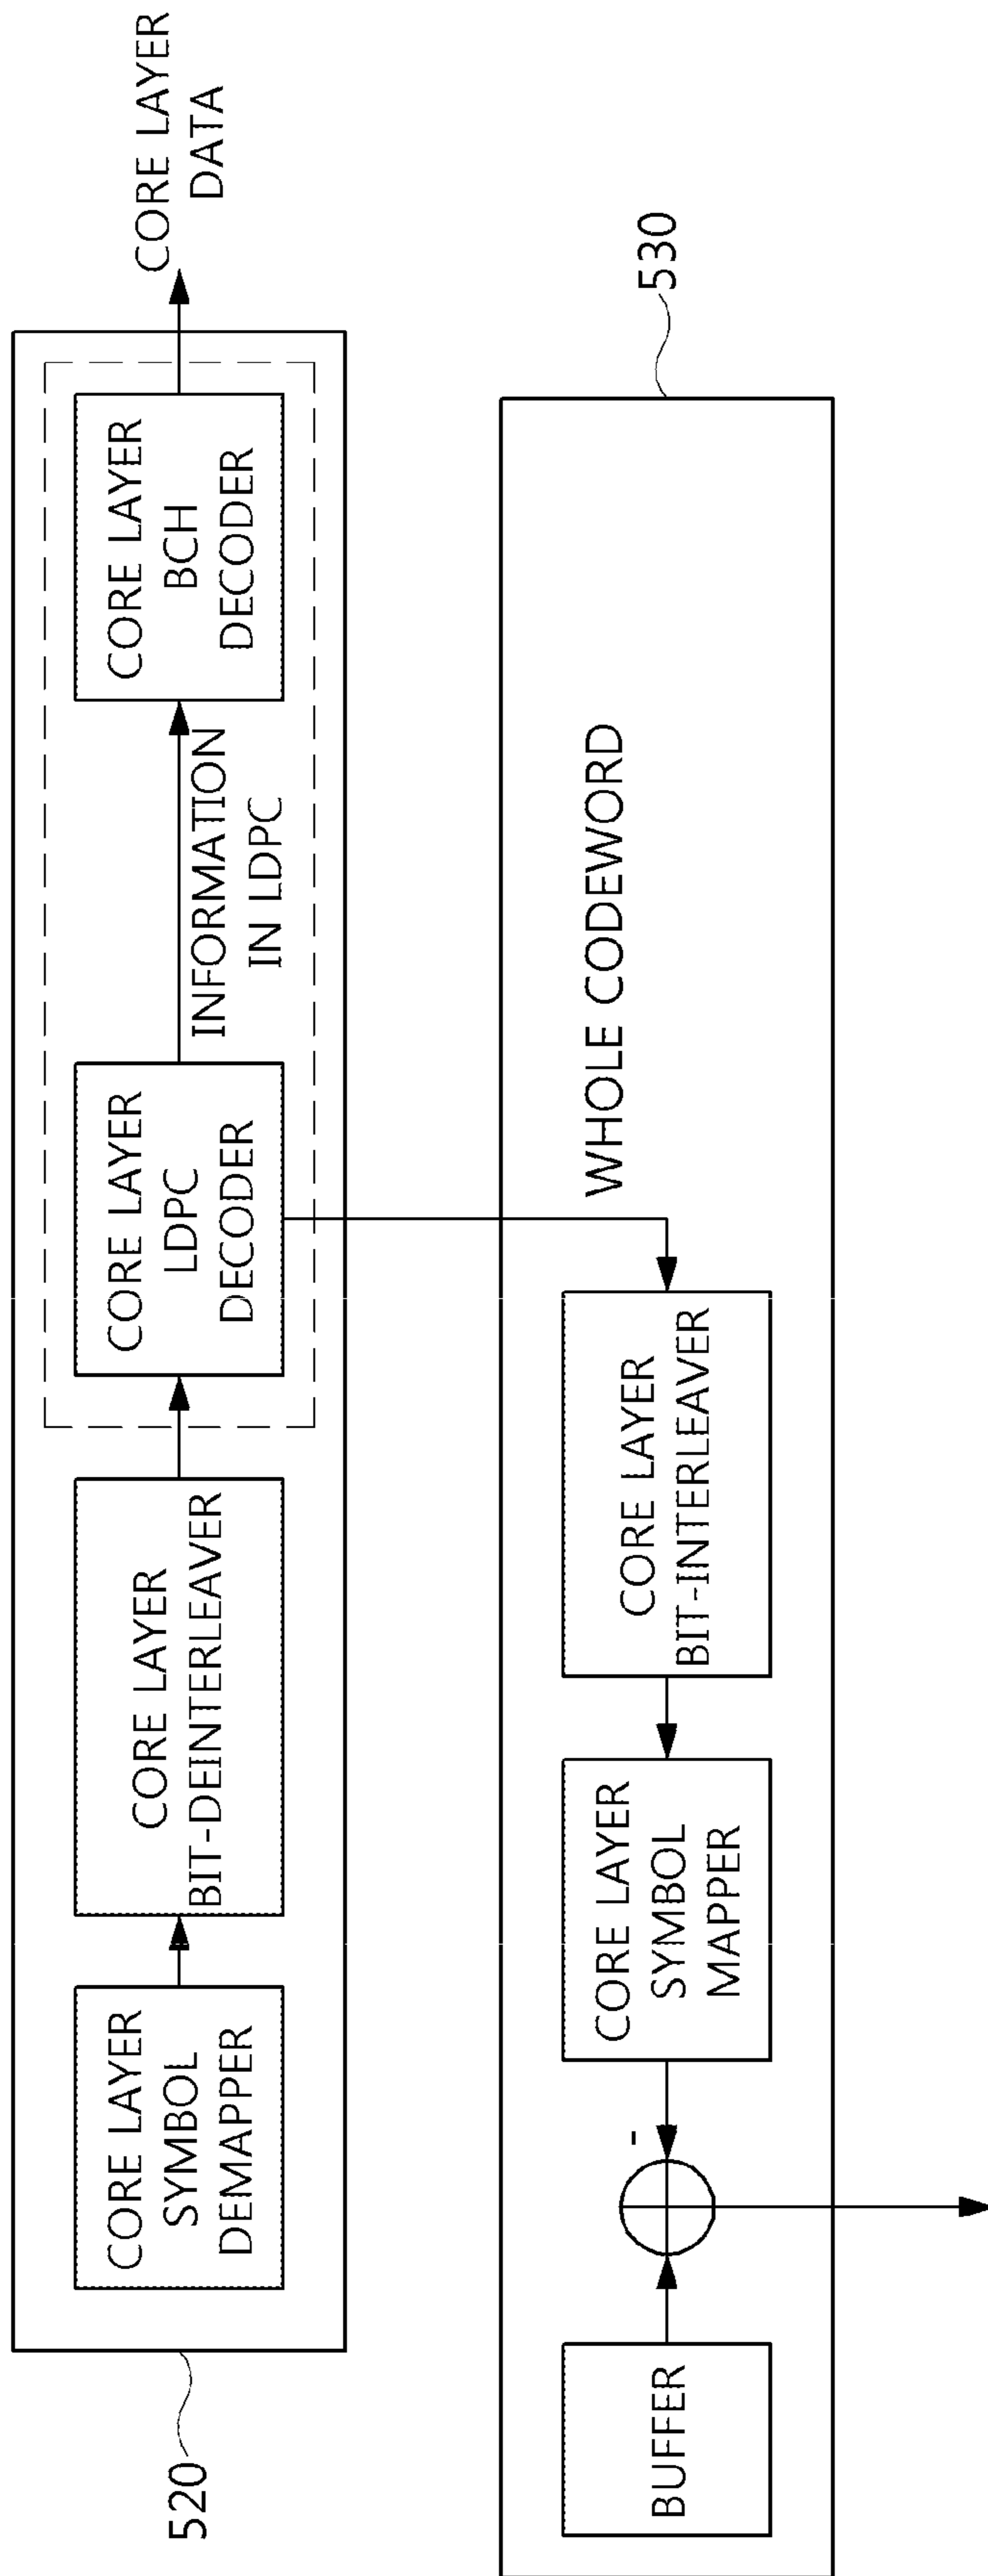 520
CORE LAYER
SYMBOL
DEMAPPER
CORE LAYER
BIT-DEINTERLEAVER
CORE LAYER
LDPC
DECODER
INFORMATION
IN LDPC
CORE LAYER
BCH
DECODER
CORE LAYER
DATA
530
WHOLE CODEWORD
BUFFER
-
CORE LAYER
SYMBOL
MAPPER
CORE LAYER
BIT-INTERLEAVER